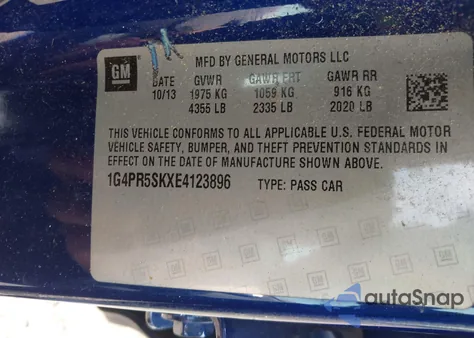 GM
MFD BY GENERAL MOTORS LLC
DATE GVWR GAWR FRT GAWR RR
10/13 1975 KG 1059 KG 916 KG
4355 LB 2335 LB 2020 LB
THIS VEHICLE CONFORMS TO ALL APPLICABLE U.S. FEDERAL MOTOR
VEHICLE SAFETY, BUMPER, AND THEFT PREVENTION STANDARDS IN
EFFECT ON THE DATE OF MANUFACTURE SHOWN ABOVE.
1G4PR5SKXE4123896 TYPE: PASS CAR
autoSnap